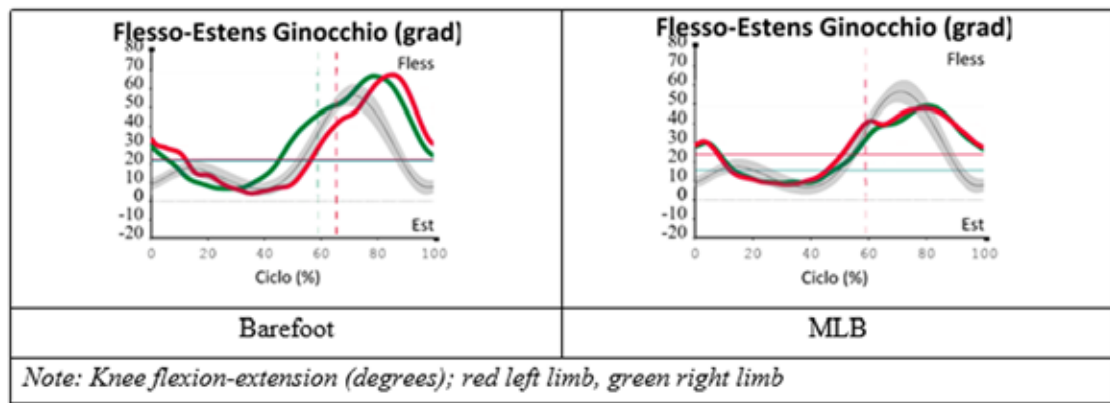 Flesso-Estens Ginocchio (grad)
80
70
60
50
40
30
20
10
0
-10
-20
Fless
Est
0 20 40 60 80 100
Ciclo (%)
Flesso-Estens Ginocchio (grad)
80
70
60
50
40
30
20
10
0
-10
-20
Fless
Est
0 20 40 60 80 100
Ciclo (%)
Barefoot MLB
Note: Knee flexion-extension (degrees); red left limb, green right limb